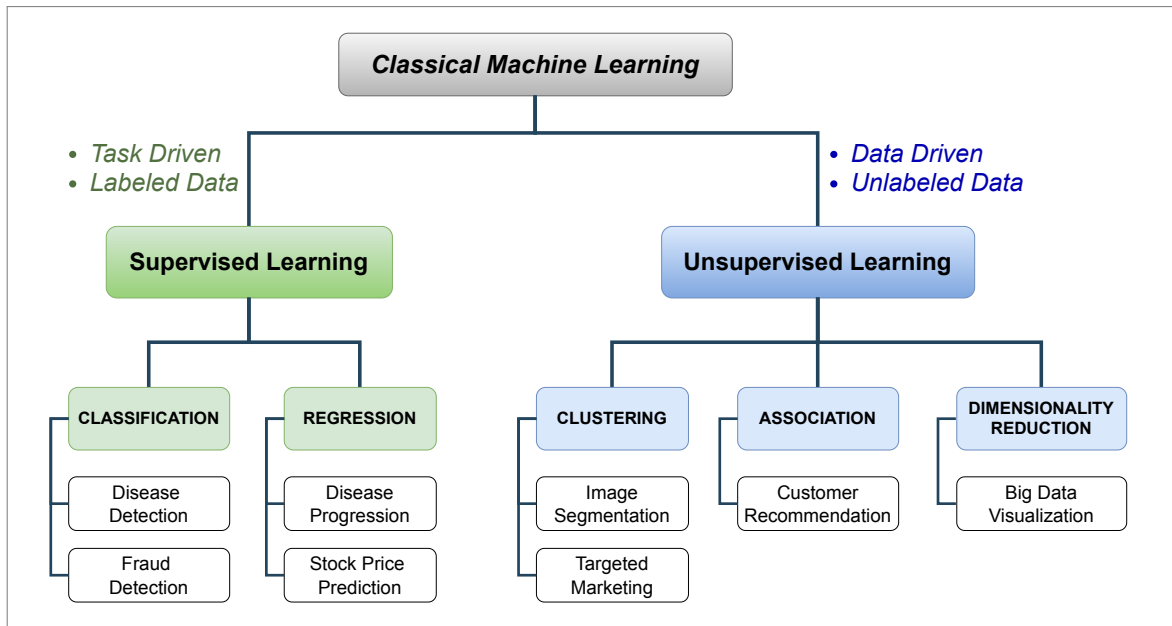 Classical Machine Learning
• Task Driven
• Labeled Data
• Data Driven
• Unlabeled Data
Supervised Learning
Unsupervised Learning
CLASSIFICATION
Disease
Detection
Fraud
Detection
REGRESSION
Disease
Progression
Stock Price
Prediction
CLUSTERING
Image
Segmentation
Targeted
Marketing
ASSOCIATION
Customer
Recommendation
DIMENSIONALITY
REDUCTION
Big Data
Visualization